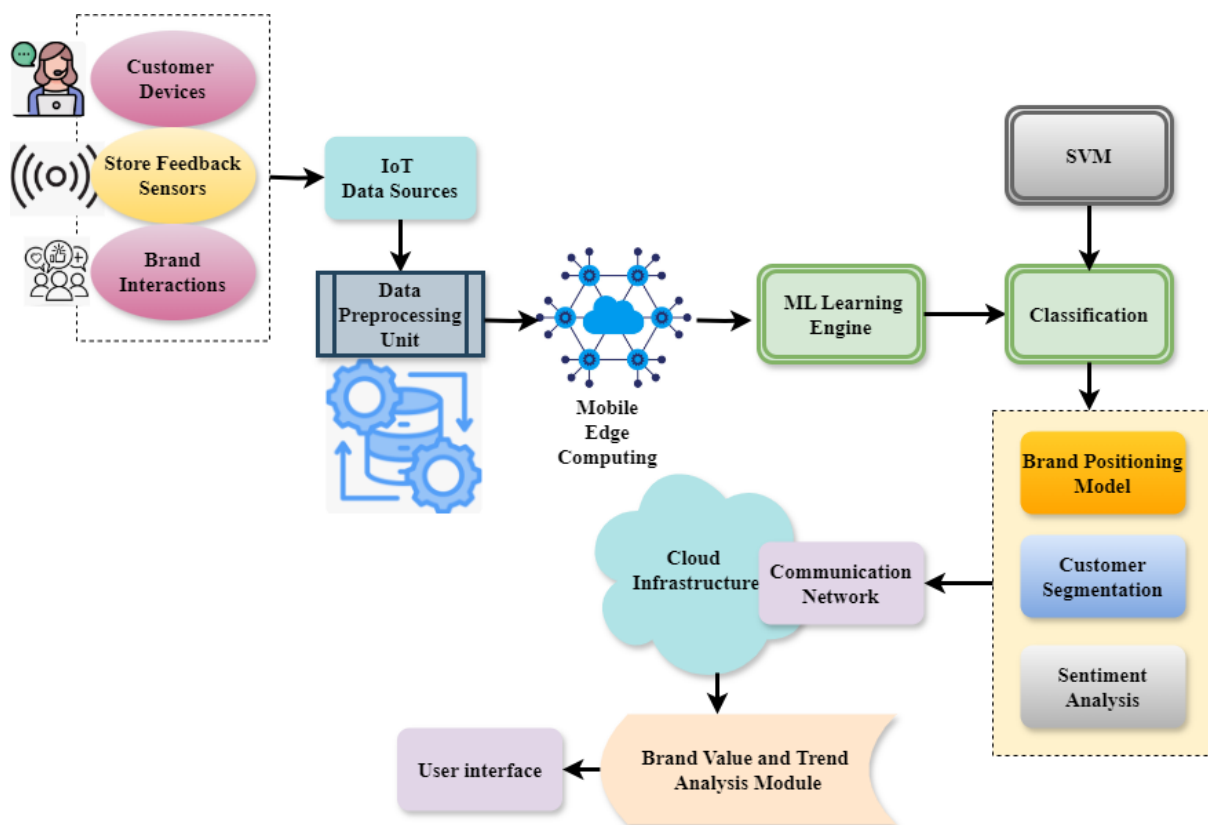 Customer
Devices
Store Feedback
Sensors
Brand
Interactions
IoT
Data Sources
Data
Preprocessing
Unit
Mobile
Edge
Computing
ML Learning
Engine
SVM
Classification
Brand Positioning
Model
Customer
Segmentation
Sentiment
Analysis
Communication
Network
Cloud
Infrastructure
Brand Value and Trend
Analysis Module
User interface